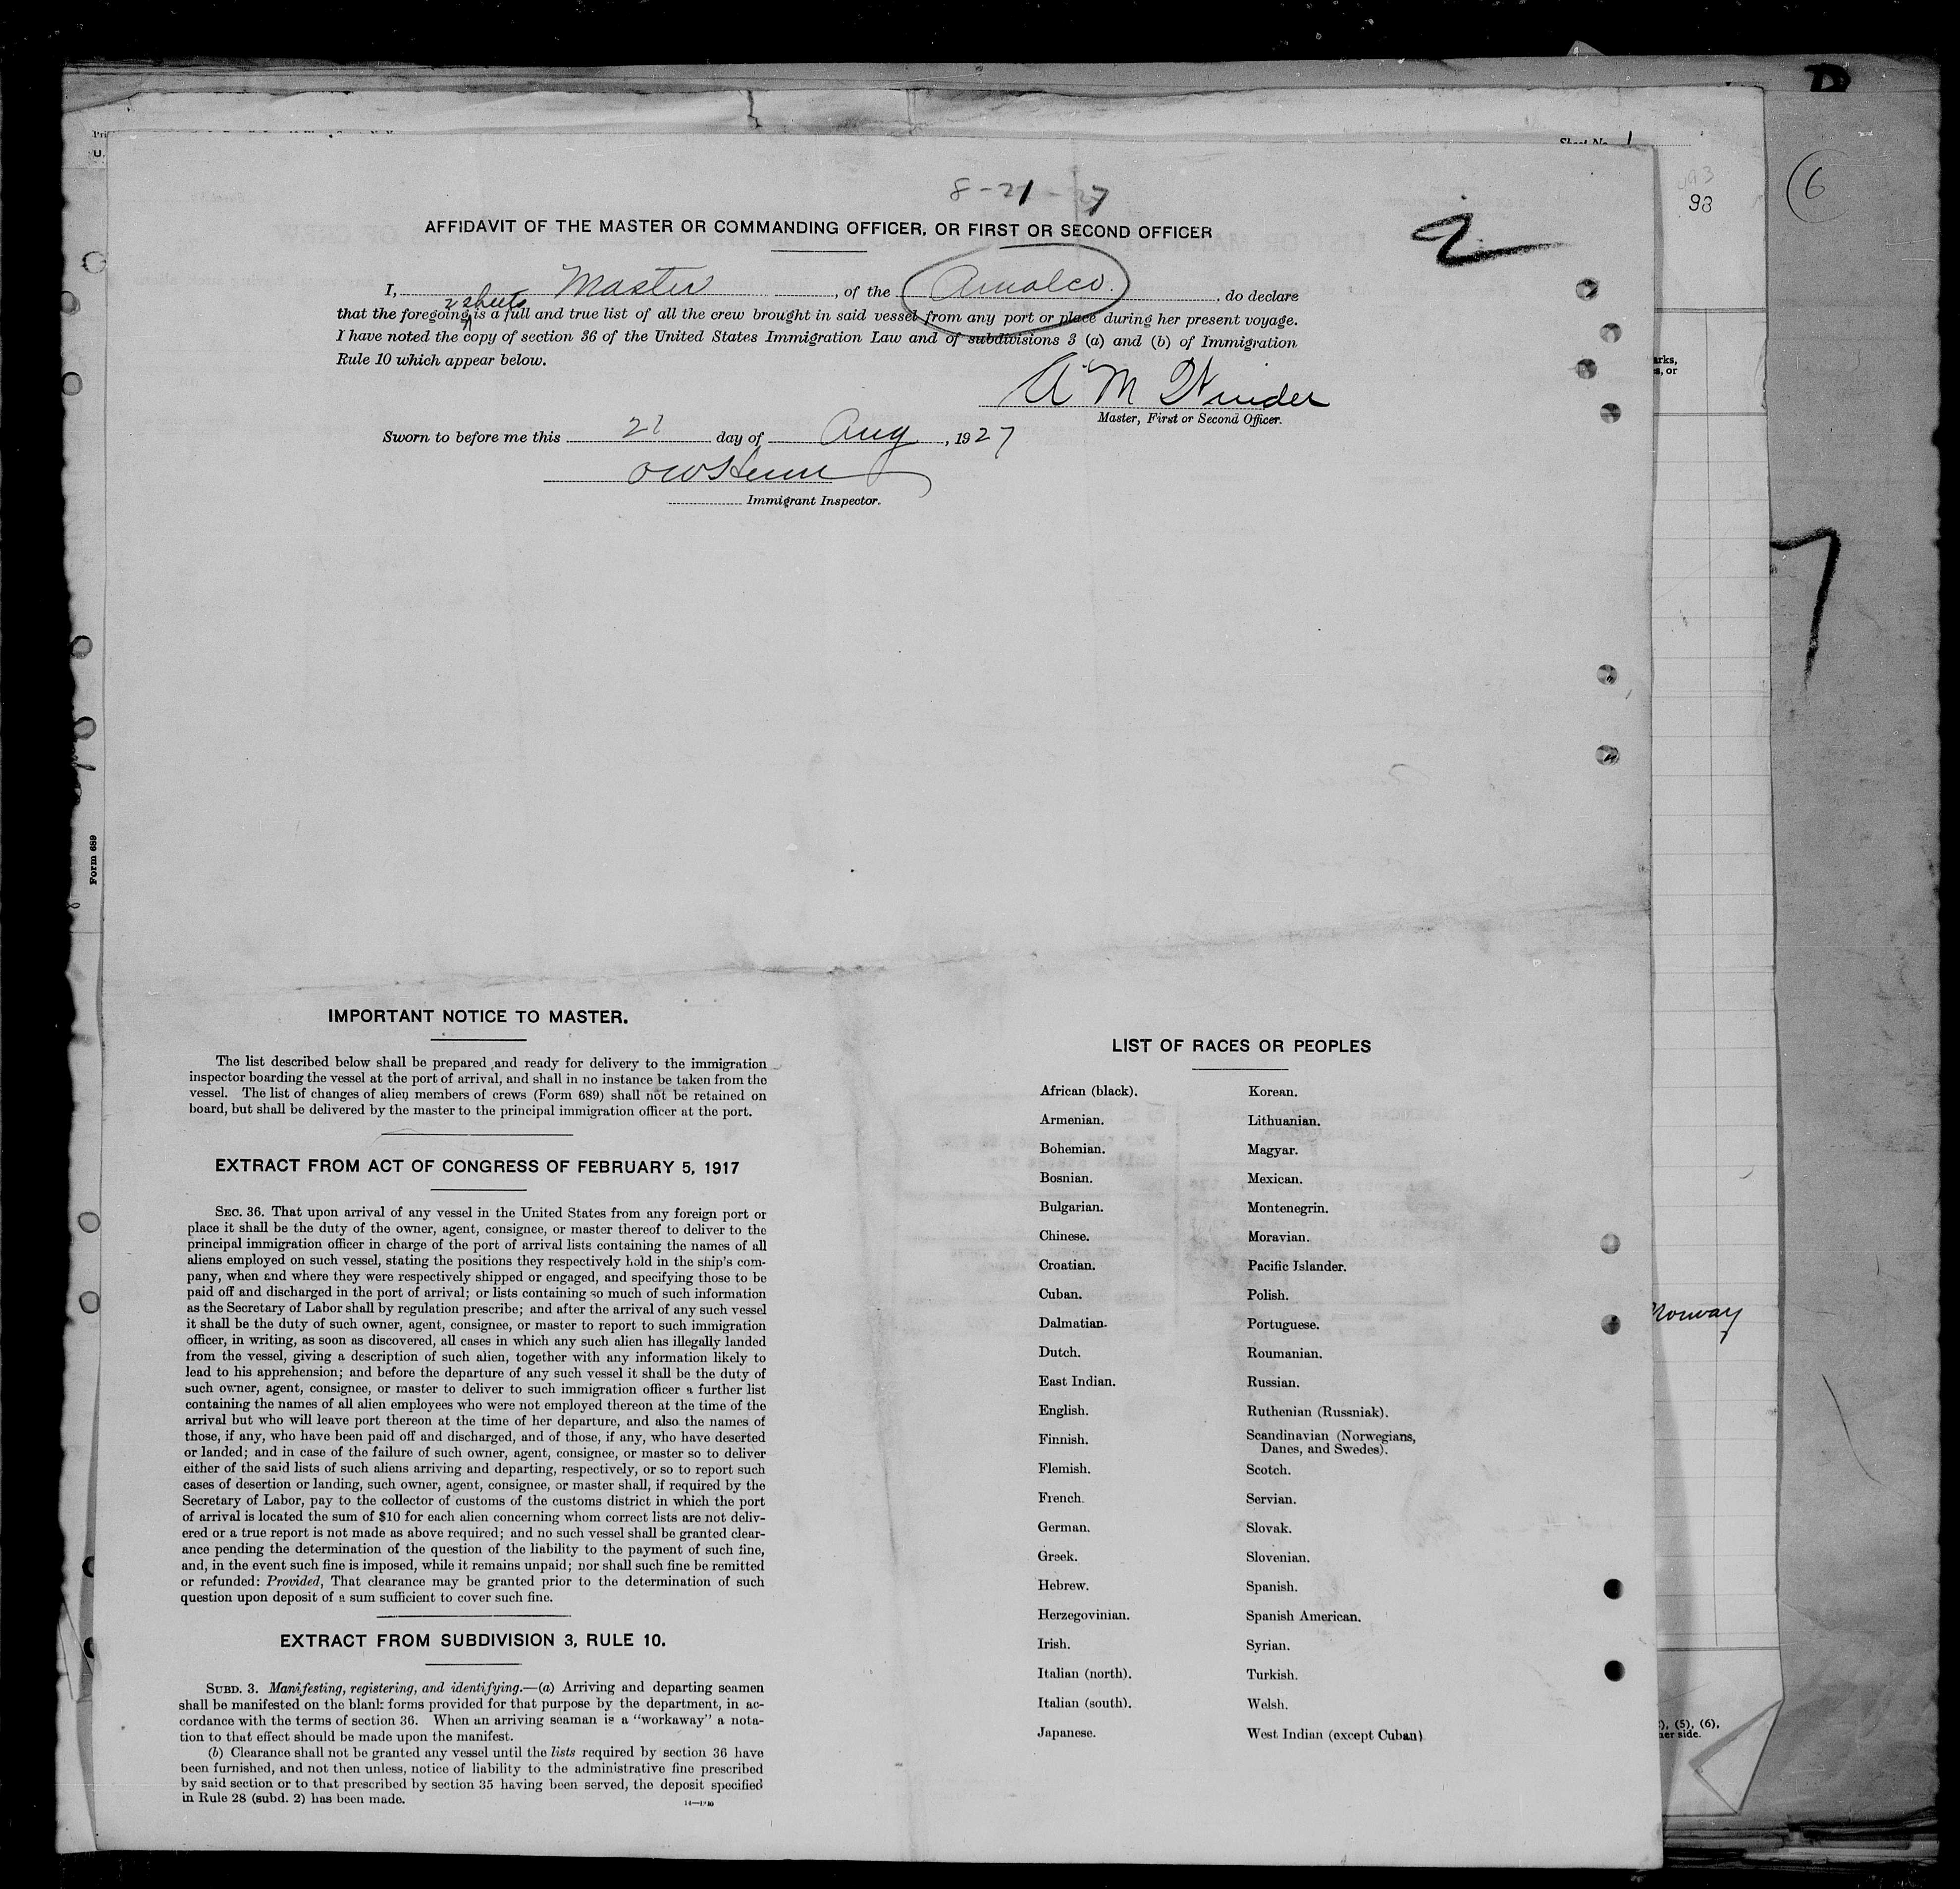 D
Sheet No. 1
6
98
8-21-27
2
AFFIDAVIT OF THE MASTER OR COMMANDING OFFICER, OR FIRST OR SECOND OFFICER
I, Master, of the Amalco., do declare
2 sheets
that the foregoing is a full and true list of all the crew brought in said vessel from any port or place during her present voyage.
I have noted the copy of section 36 of the United States Immigration Law and of subdivisions 3 (a) and (b) of Immigration
Rule 10 which appear below.
A M
Master, First or Second Officer.
Sworn to before me this 21 day of Aug, 1927
Immigrant Inspector.
7
Form 689
IMPORTANT NOTICE TO MASTER.
The list described below shall be prepared and ready for delivery to the immigration
inspector boarding the vessel at the port of arrival, and shall in no instance be taken from the
vessel. The list of changes of alien members of crews (Form 689) shall not be retained on
board, but shall be delivered by the master to the principal immigration officer at the port.
EXTRACT FROM ACT OF CONGRESS OF FEBRUARY 5, 1917
SEC. 36. That upon arrival of any vessel in the United States from any foreign port or
place it shall be the duty of the owner, agent, consignee, or master thereof to deliver to the
principal immigration officer in charge of the port of arrival lists containing the names of all
aliens employed on such vessel, stating the positions they respectively hold in the ship's com-
pany, when and where they were respectively shipped or engaged, and specifying those to be
paid off and discharged in the port of arrival; or lists containing so much of such information
as the Secretary of Labor shall by regulation prescribe; and after the arrival of any such vessel
it shall be the duty of such owner, agent, consignee, or master to report to such immigration
officer, in writing, as soon as discovered, all cases in which any such alien has illegally landed
from the vessel, giving a description of such alien, together with any information likely to
lead to his apprehension; and before the departure of any such vessel it shall be the duty of
such owner, agent, consignee, or master to deliver to such immigration officer a further list
containing the names of all alien employees who were not employed thereon at the time of the
arrival but who will leave port thereon at the time of her departure, and also the names of
those, if any, who have been paid off and discharged, and of those, if any, who have deserted
or landed; and in case of the failure of such owner, agent, consignee, or master so to deliver
either of the said lists of such aliens arriving and departing, respectively, or so to report such
cases of desertion or landing, such owner, agent, consignee, or master shall, if required by the
Secretary of Labor, pay to the collector of customs of the customs district in which the port
of arrival is located the sum of $10 for each alien concerning whom correct lists are not deliv-
ered or a true report is not made as above required; and no such vessel shall be granted clear-
ance pending the determination of the question of the liability to the payment of such fine,
and, in the event such fine is imposed, while it remains unpaid; nor shall such fine be remitted
or refunded: Provided, That clearance may be granted prior to the determination of such
question upon deposit of a sum sufficient to cover such fine.
EXTRACT FROM SUBDIVISION 3, RULE 10.
SUBD. 3. Manifesting, registering, and identifying.—(a) Arriving and departing seamen
shall be manifested on the blank forms provided for that purpose by the department, in ac-
cordance with the terms of section 36. When an arriving seaman is a "workaway" a nota-
tion to that effect should be made upon the manifest.
(b) Clearance shall not be granted any vessel until the lists required by section 36 have
been furnished, and not then unless, notice of liability to the administrative fine prescribed
by said section or to that prescribed by section 35 having been served, the deposit specified
in Rule 28 (subd. 2) has been made.
LIST OF RACES OR PEOPLES
African (black). Korean.
Armenian. Lithuanian.
Bohemian. Magyar.
Bosnian. Mexican.
Bulgarian. Montenegrin.
Chinese. Moravian.
Croatian. Pacific Islander.
Cuban. Polish.
Dalmatian. Portuguese.
Dutch. Roumanian.
East Indian. Russian.
English. Ruthenian (Russniak).
Finnish. Scandinavian (Norwegians,
Danes, and Swedes).
Flemish. Scotch.
French. Servian.
German. Slovak.
Greek. Slovenian.
Hebrew. Spanish.
Herzegovinian. Spanish American.
Irish. Syrian.
Italian (north). Turkish.
Italian (south). Welsh.
Japanese. West Indian (except Cuban)
Norway
(5), (6),
side.